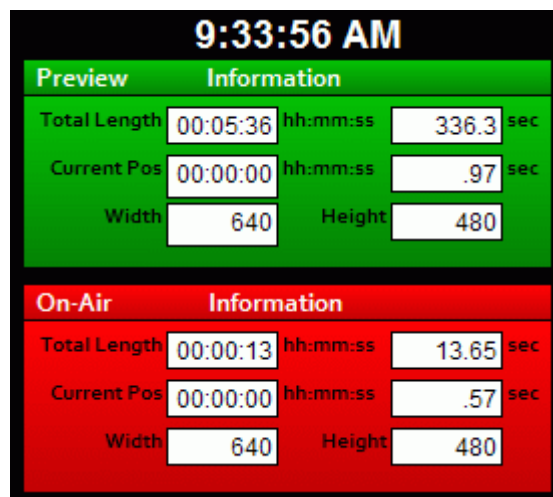 9:33:56 AM
Preview Information
Total Length 00:05:36 hh:mm:ss 336.3 sec
Current Pos 00:00:00 hh:mm:ss .97 sec
Width 640 Height 480
On-Air Information
Total Length 00:00:13 hh:mm:ss 13.65 sec
Current Pos 00:00:00 hh:mm:ss .57 sec
Width 640 Height 480